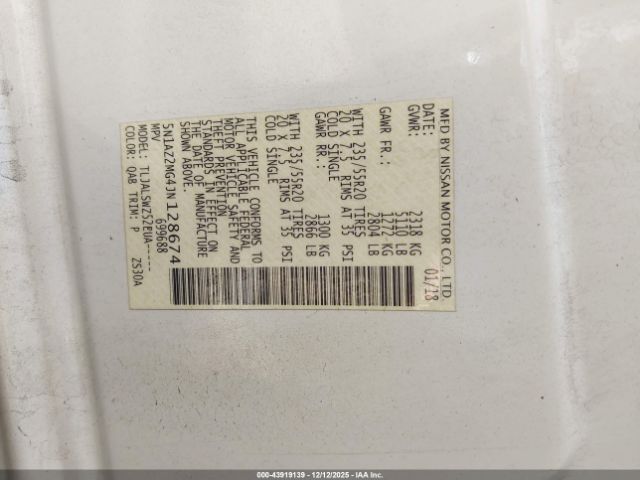 MFD BY NISSAN MOTOR CO., LTD.
DATE: 01/18
GVWR: 2318 KG
5110 LB
GAWR FR.: 1272 KG
2804 LB
WITH 235/55R20 TIRES
20 X 7.5 RIMS AT 35 PSI
COLD SINGLE
GAWR RR.: 1300 KG
2866 LB
WITH 235/55R20 TIRES
20 X 7.5 RIMS AT 35 PSI
COLD SINGLE
THIS VEHICLE CONFORMS TO
ALL APPLICABLE FEDERAL
MOTOR VEHICLE SAFETY AND
THEFT PREVENTION
STANDARDS IN EFFECT ON
THE DATE OF MANUFACTURE
SHOWN ABOVE.
5N1AZ2MG4JN128674
MPV 699688
MODEL: TLJALSWZ52EUA-----
COLOR: QAB TRIM: P ZS30A
000-43919139 - 12/12/2025 - IAA Inc.